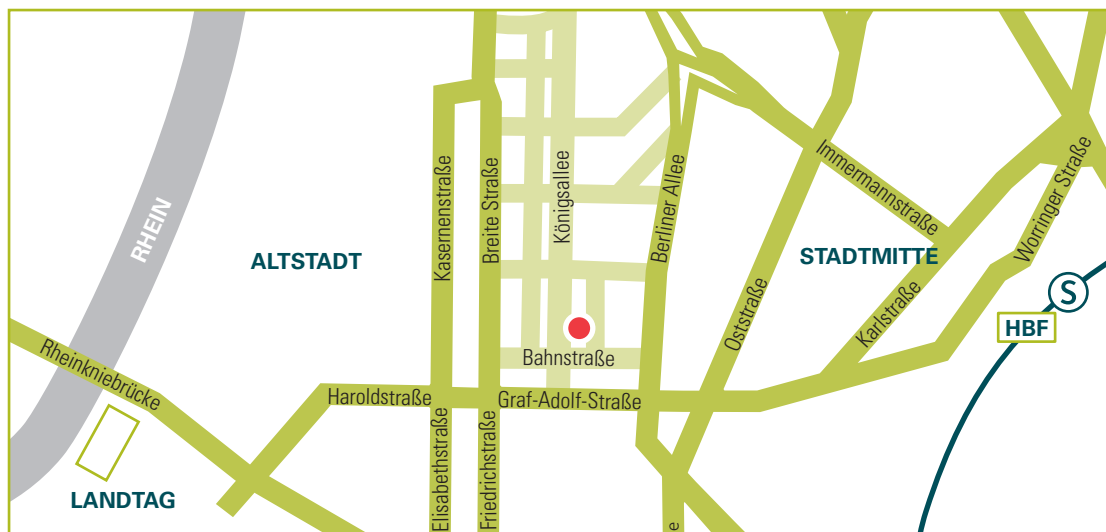 RHEIN
ALTSTADT
Kasernenstraße
Breite Straße
Königsallee
Berliner Allee
Immermannstraße
STADTMITTE
Worringer Straße
S
HBF
Karlstraße
Oststraße
Bahnstraße
Rheinkniebrücke
Haroldstraße
Graf-Adolf-Straße
LANDTAG
Elisabethstraße
Friedrichstraße
e